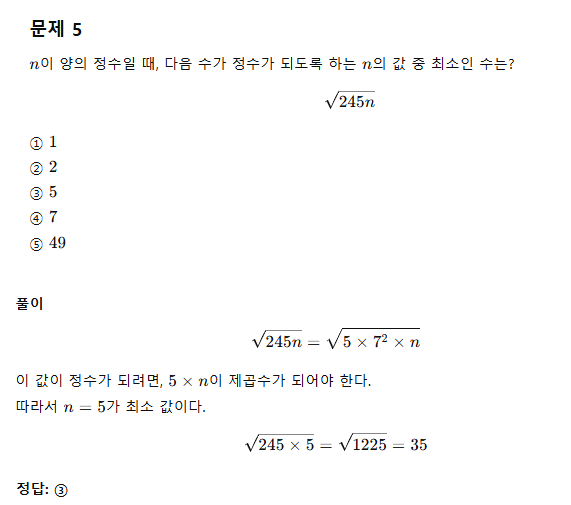 문제 5
n이 양의 정수일 때, 다음 수가 정수가 되도록 하는 n의 값 중 최소인 수는?
√245n
① 1
② 2
③ 5
④ 7
⑤ 49
풀이
√245n = √5 × 7² × n
이 값이 정수가 되려면, 5 × n이 제곱수가 되어야 한다.
따라서 n = 5가 최소 값이다.
√245 × 5 = √1225 = 35
정답: ③